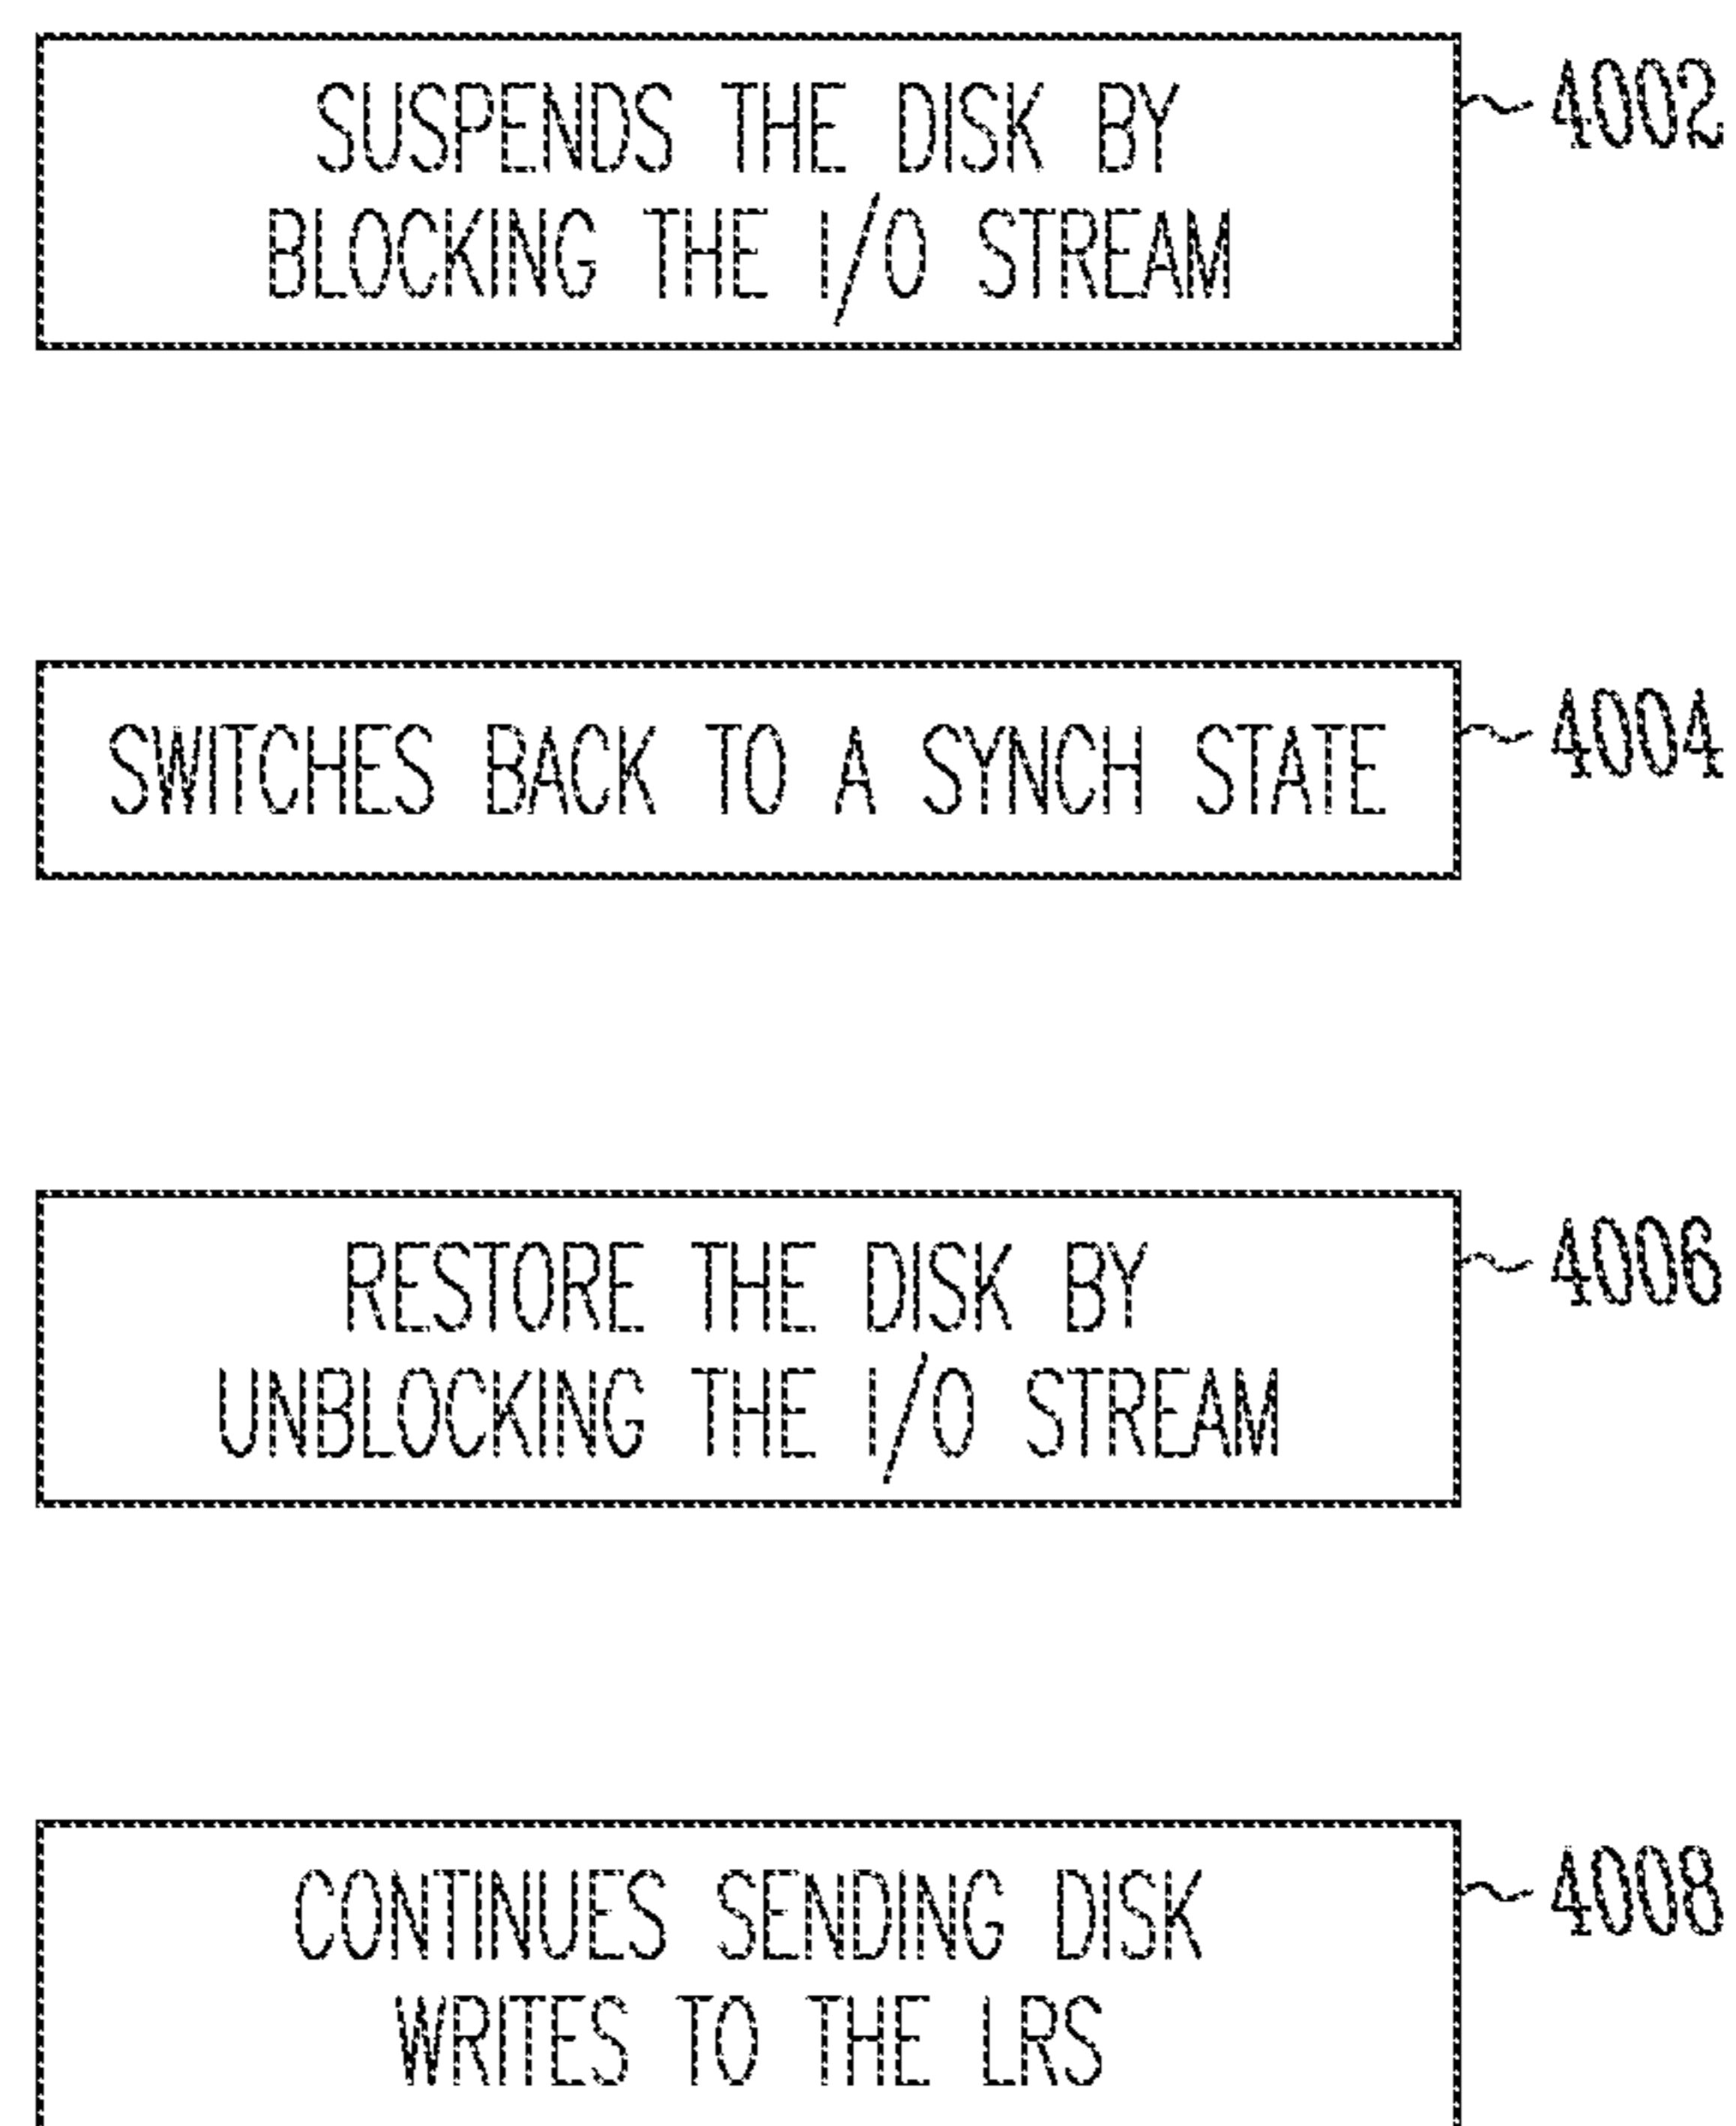 SUSPENDS THE DISK BY
BLOCKING THE I/O STREAM
4002
SWITCHES BACK TO A SYNCH STATE
4004
RESTORE THE DISK BY
UNBLOCKING THE I/O STREAM
4006
CONTINUES SENDING DISK
WRITES TO THE LRS
4008